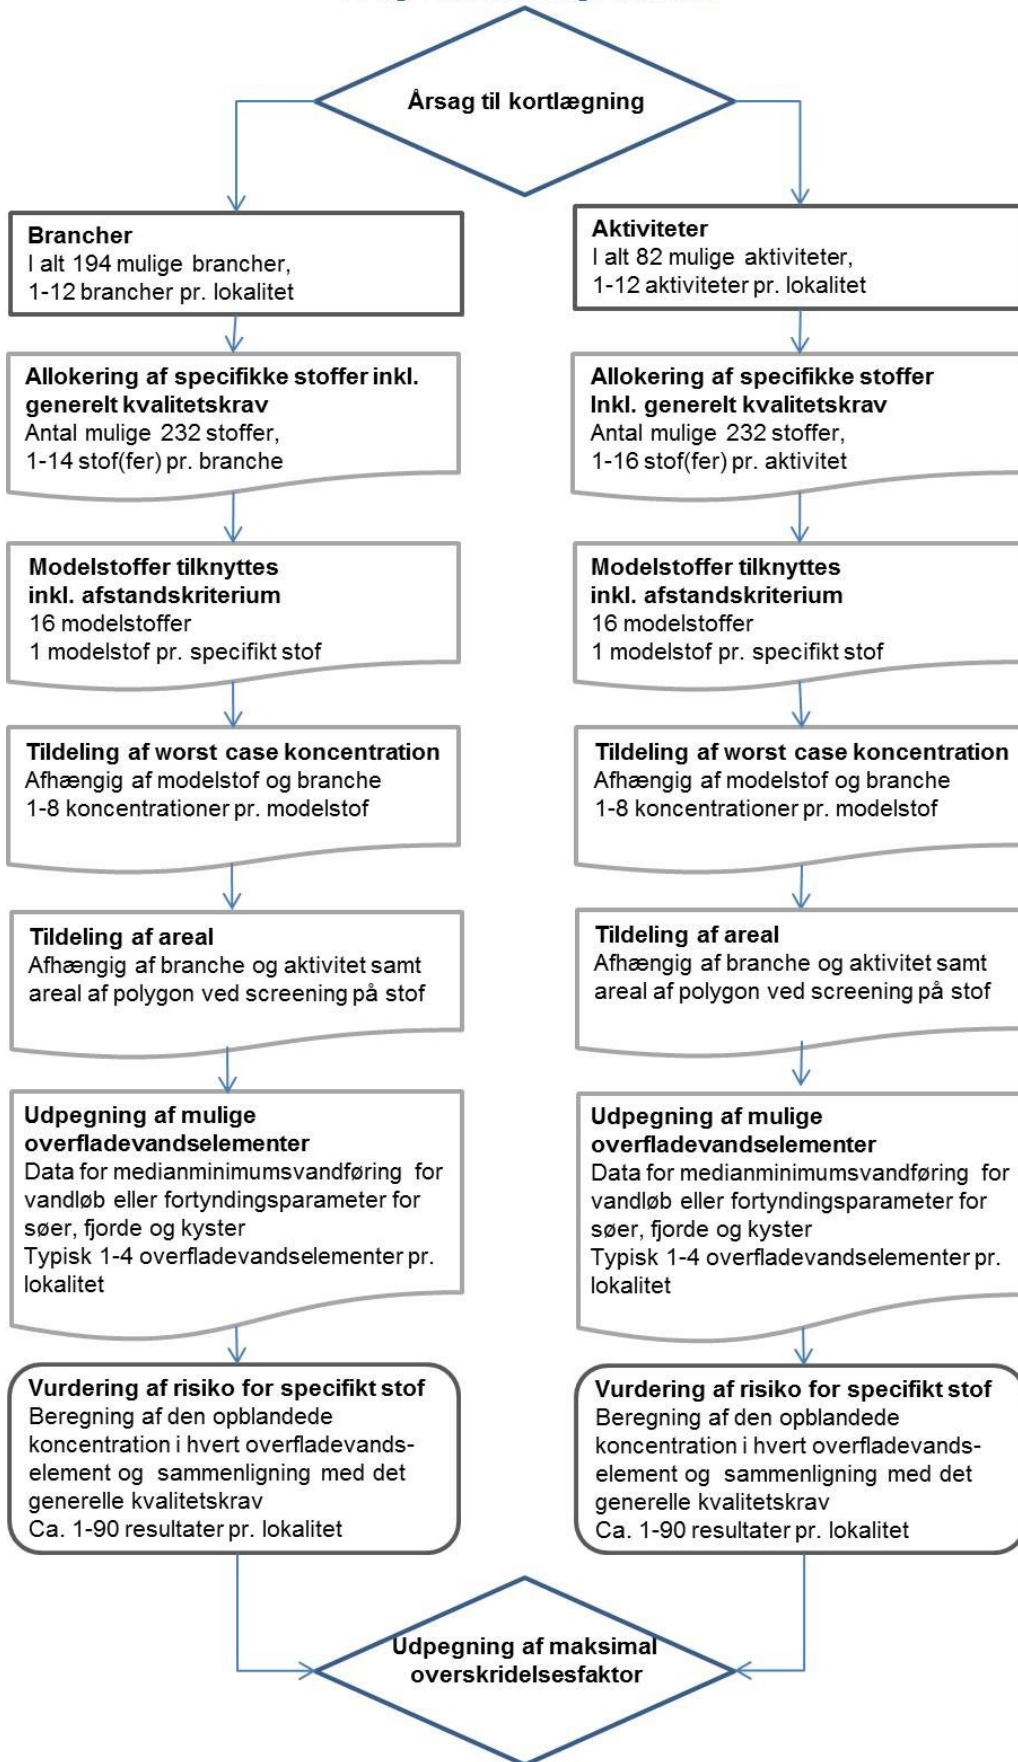 Årsag til kortlægning
Brancher
I alt 194 mulige brancher,
1-12 brancher pr. lokalitet
Allokering af specifikke stoffer inkl.
generelt kvalitetskrav
Antal mulige 232 stoffer,
1-14 stof(fer) pr. branche
Modelstoffer tilknyttes
inkl. afstandskriterium
16 modelstoffer
1 modelstof pr. specifikt stof
Tildeling af worst case koncentration
Afhængig af modelstof og branche
1-8 koncentrationer pr. modelstof
Tildeling af areal
Afhængig af branche og aktivitet samt
areal af polygon ved screening på stof
Udpegning af mulige
overfladevandselementer
Data for medianminimumsvandføring for
vandløb eller fortyndingsparameter for
søer, fjorde og kyster
Typisk 1-4 overfladevandselementer pr.
lokalitet
Vurdering af risiko for specifikt stof
Beregning af den opblandede
koncentration i hvert overfladevands-
element og sammenligning med det
generelle kvalitetskrav
Ca. 1-90 resultater pr. lokalitet
Aktiviteter
I alt 82 mulige aktiviteter,
1-12 aktiviteter pr. lokalitet
Allokering af specifikke stoffer
Inkl. generelt kvalitetskrav
Antal mulige 232 stoffer,
1-16 stof(fer) pr. aktivitet
Modelstoffer tilknyttes
inkl. afstandskriterium
16 modelstoffer
1 modelstof pr. specifikt stof
Tildeling af worst case koncentration
Afhængig af modelstof og branche
1-8 koncentrationer pr. modelstof
Tildeling af areal
Afhængig af branche og aktivitet samt
areal af polygon ved screening på stof
Udpegning af mulige
overfladevandselementer
Data for medianminimumsvandføring for
vandløb eller fortyndingsparameter for
søer, fjorde og kyster
Typisk 1-4 overfladevandselementer pr.
lokalitet
Vurdering af risiko for specifikt stof
Beregning af den opblandede
koncentration i hvert overfladevands-
element og sammenligning med det
generelle kvalitetskrav
Ca. 1-90 resultater pr. lokalitet
Udpegning af maksimal
overskridelsesfaktor